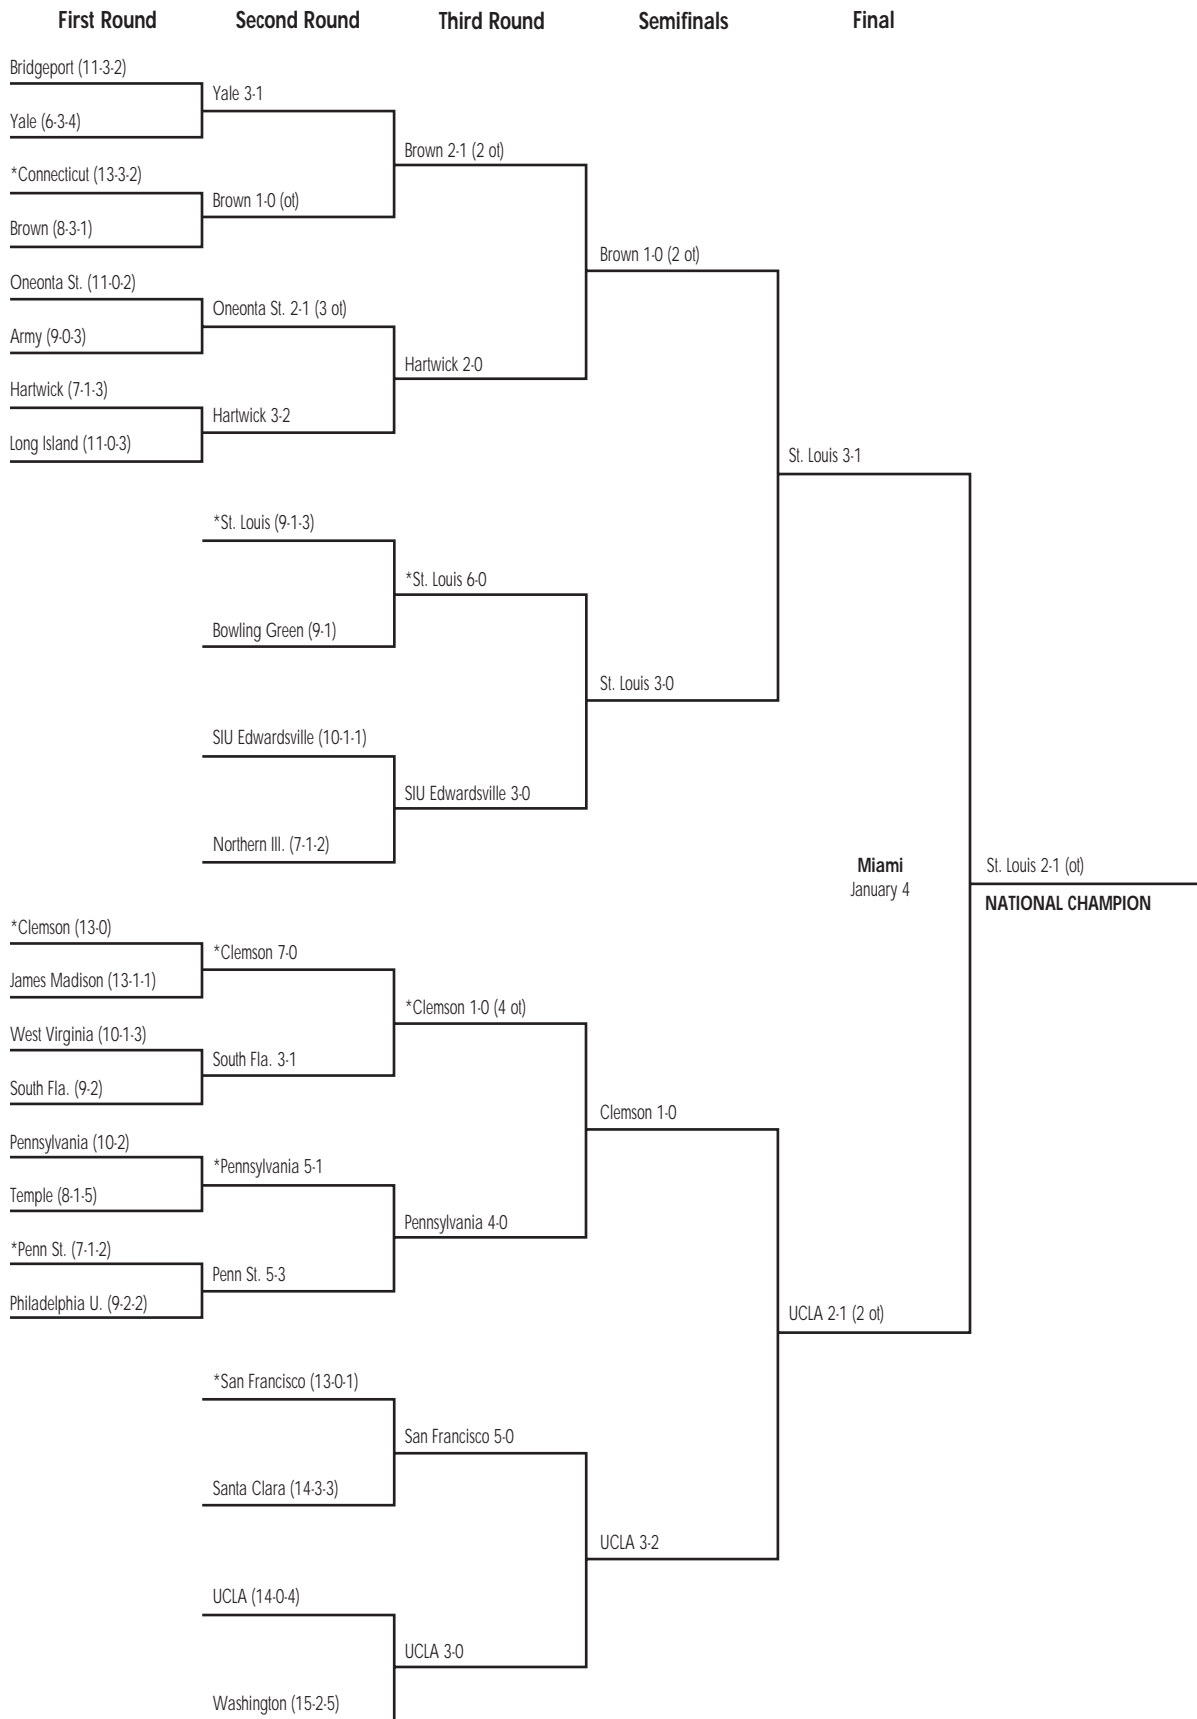 First Round
Second Round
Third Round
Semifinals
Final
Bridgeport (11-3-2)
Yale 3-1
Yale (6-3-4)
Brown 2-1 (2 ot)
*Connecticut (13-3-2)
Brown 1-0 (ot)
Brown (8-3-1)
Brown 1-0 (2 ot)
Oneonta St. (11-0-2)
Oneonta St. 2-1 (3 ot)
Army (9-0-3)
Hartwick 2-0
Hartwick (7-1-3)
Hartwick 3-2
Long Island (11-0-3)
St. Louis 3-1
*St. Louis (9-1-3)
*St. Louis 6-0
Bowling Green (9-1)
St. Louis 3-0
SIU Edwardsville (10-1-1)
SIU Edwardsville 3-0
Northern Ill. (7-1-2)
Miami
January 4
St. Louis 2-1 (ot)
NATIONAL CHAMPION
*Clemson (13-0)
*Clemson 7-0
James Madison (13-1-1)
*Clemson 1-0 (4 ot)
West Virginia (10-1-3)
South Fla. 3-1
South Fla. (9-2)
Clemson 1-0
Pennsylvania (10-2)
*Pennsylvania 5-1
Temple (8-1-5)
Pennsylvania 4-0
*Penn St. (7-1-2)
Penn St. 5-3
Philadelphia U. (9-2-2)
UCLA 2-1 (2 ot)
*San Francisco (13-0-1)
San Francisco 5-0
Santa Clara (14-3-3)
UCLA 3-2
UCLA (14-0-4)
UCLA 3-0
Washington (15-2-5)